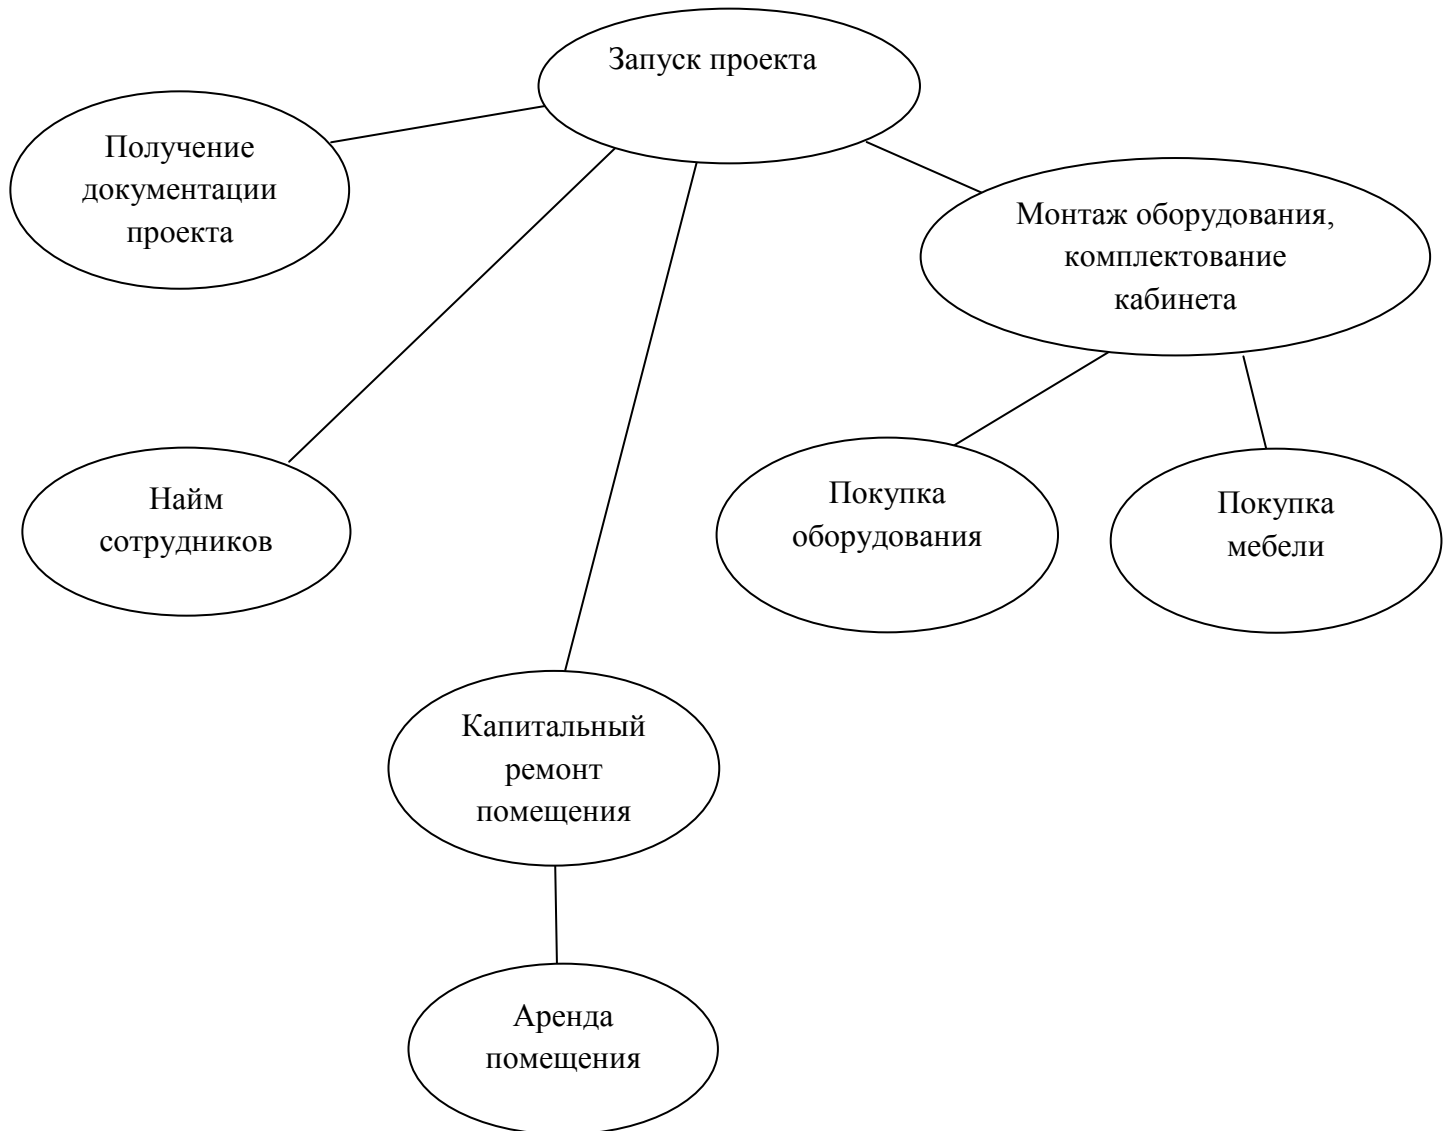 Запуск проекта
Получение
документации
проекта
Монтаж оборудования,
комплектование
кабинета
Найм
сотрудников
Покупка
оборудования
Покупка
мебели
Капитальный
ремонт
помещения
Аренда
помещения